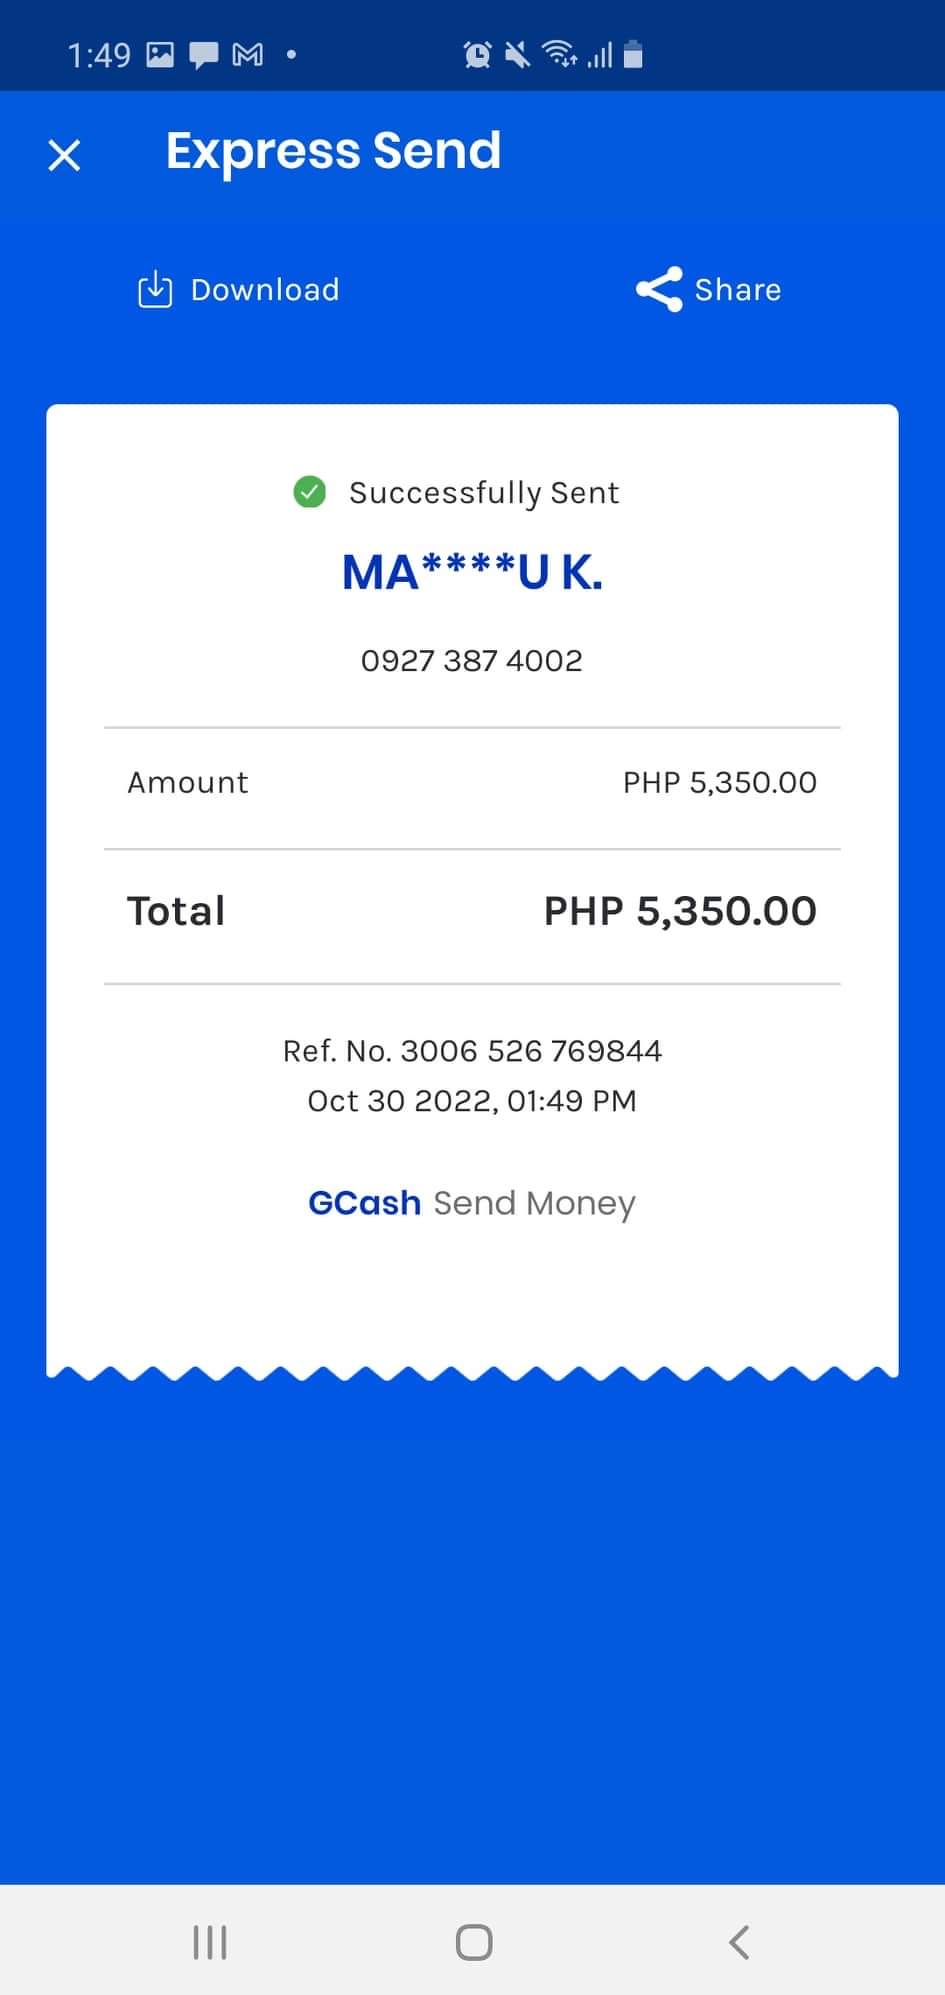 1:49
Express Send
Download
Share
Successfully Sent
MA****U K.
0927 387 4002
Amount PHP 5,350.00
Total PHP 5,350.00
Ref. No. 3006 526 769844
Oct 30 2022, 01:49 PM
GCash Send Money